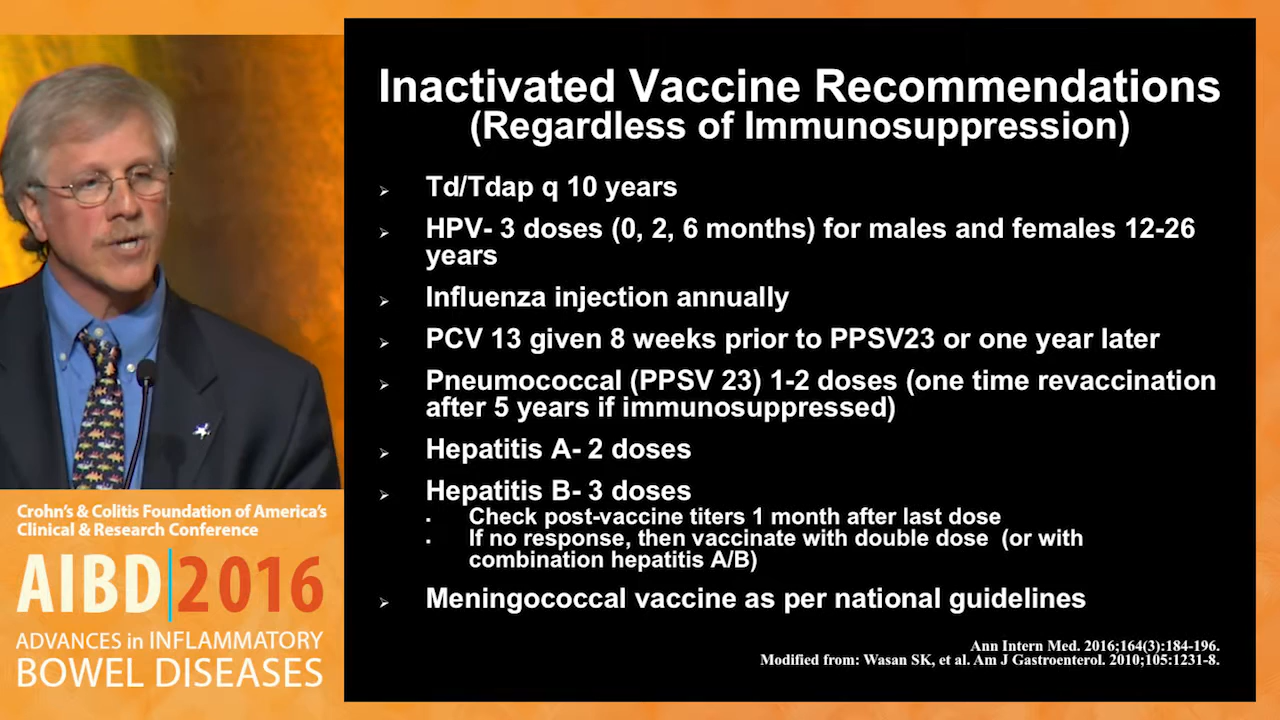 Inactivated Vaccine Recommendations
(Regardless of Immunosuppression)
Td/Tdap q 10 years
HPV- 3 doses (0, 2, 6 months) for males and females 12-26
years
Influenza injection annually
PCV 13 given 8 weeks prior to PPSV23 or one year later
Pneumococcal (PPSV 23) 1-2 doses (one time revaccination
after 5 years if immunosuppressed)
Hepatitis A- 2 doses
Hepatitis B- 3 doses
Check post-vaccine titers 1 month after last dose
If no response, then vaccinate with double dose (or with
combination hepatitis A/B)
Meningococcal vaccine as per national guidelines
Ann Intern Med. 2016;164(3):184-196.
Modified from: Wasan SK, et al. Am J Gastroenterol. 2010;105:1231-8.
Crohn's & Colitis Foundation of America's
Clinical & Research Conference
AIBD|2016
ADVANCES in INFLAMMATORY
BOWEL DISEASES